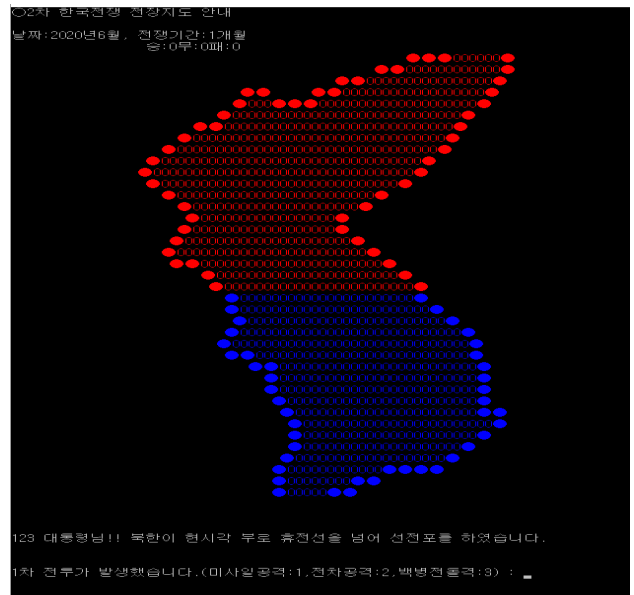 ○2차 한국전쟁 전장지도 안내
날짜:2020년6월, 전쟁기간:1개월
승:0무:0패:0
123 대통령님!! 북한이 현시각 부로 휴전선을 넘어 선전포를 하였습니다.
1차 전투가 발생했습니다.(미사일공격:1,전차공격:2,백병전돌격:3) : _